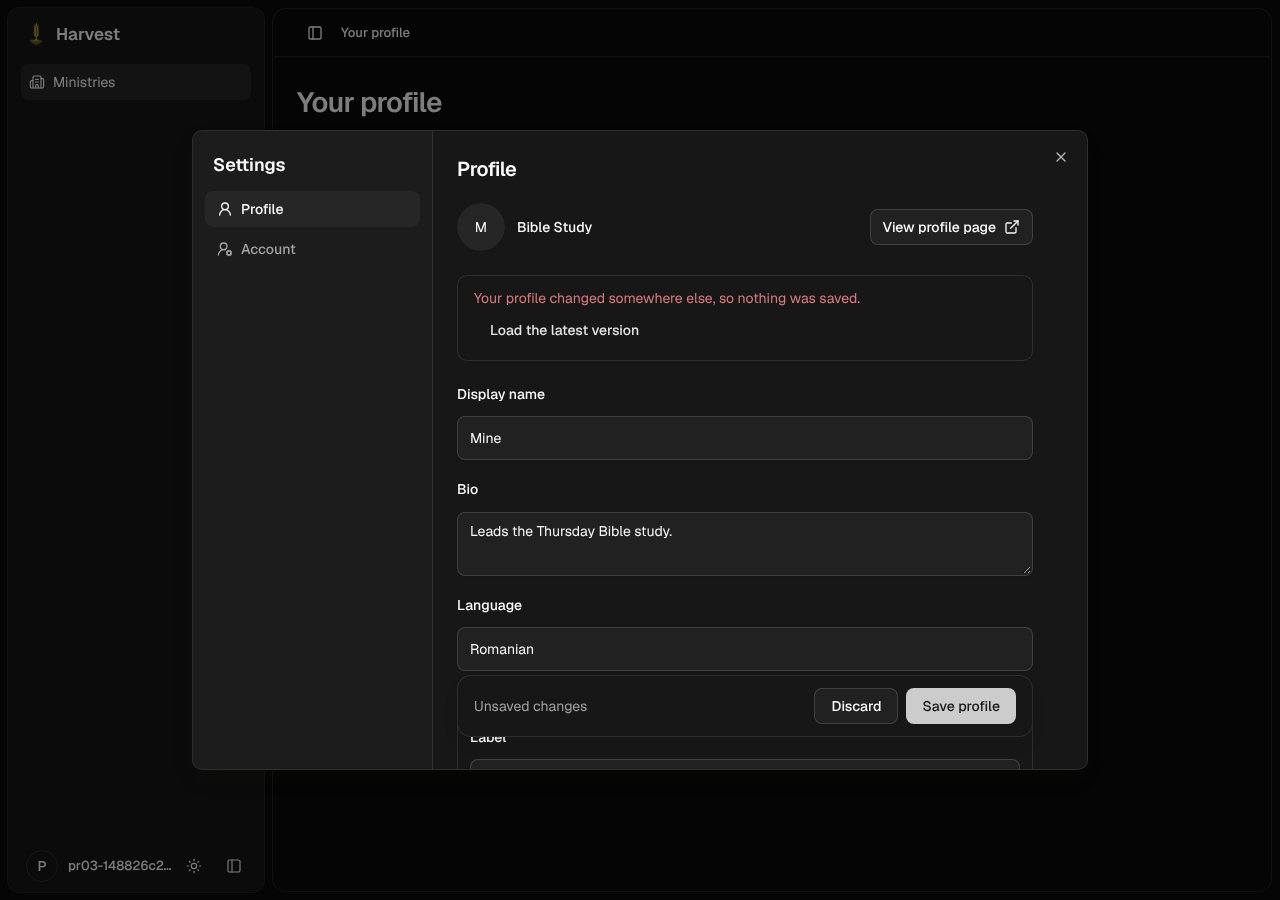 Harvest
Your profile
Ministries
Your profile
Settings
Profile
Account
Profile
M
Bible Study
View profile page
Your profile changed somewhere else, so nothing was saved.
Load the latest version
Display name
Mine
Bio
Leads the Thursday Bible study.
Language
Romanian
Unsaved changes
Discard
Save profile
Label
P
pr03-148826c2...